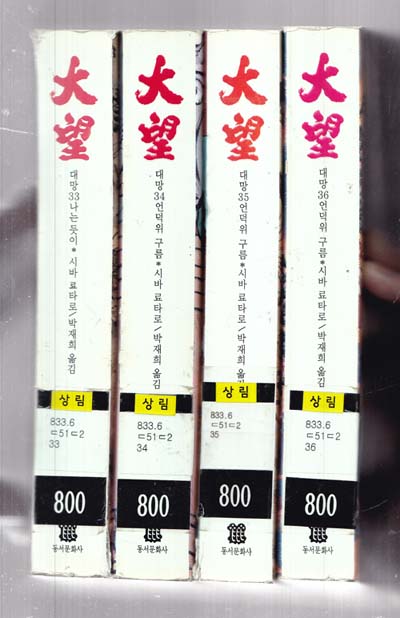 大望
대망33나는 듯이*시바 료타로/박재희 옮김
상림
833.6
ㄷ51ㄷ2
33
800
동서문화사
大望
대망34언덕위 구름*시바 료타로/박재희 옮김
상림
833.6
ㄷ51ㄷ2
34
800
동서문화사
大望
대망35언덕위 구름*시바 료타로/박재희 옮김
상림
833.6
ㄷ51ㄷ2
35
800
동서문화사
大望
대망36언덕위 구름*시바 료타로/박재희 옮김
상림
833.6
ㄷ51ㄷ2
36
800
동서문화사